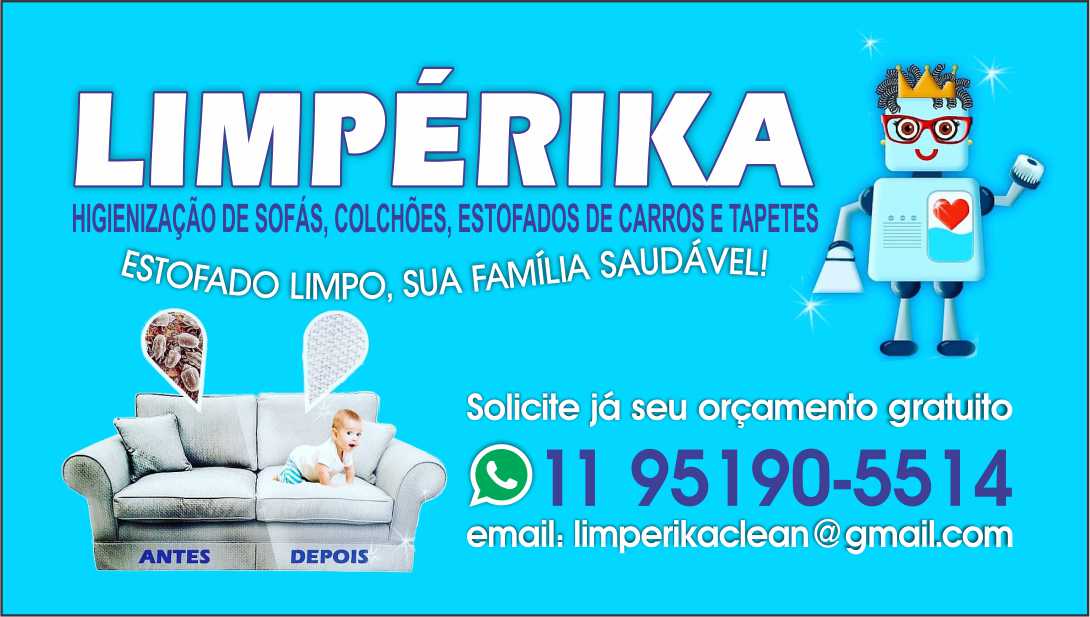 LIMPÉRIKA
HIGIENIZAÇÃO DE SOFÁS, COLCHÕES, ESTOFADOS DE CARROS E TAPETES
ESTOFADO LIMPO, SUA FAMÍLIA SAUDÁVEL!
Solicite já seu orçamento gratuito
11 95190-5514
email: limperikaclean@gmail.com
ANTES DEPOIS